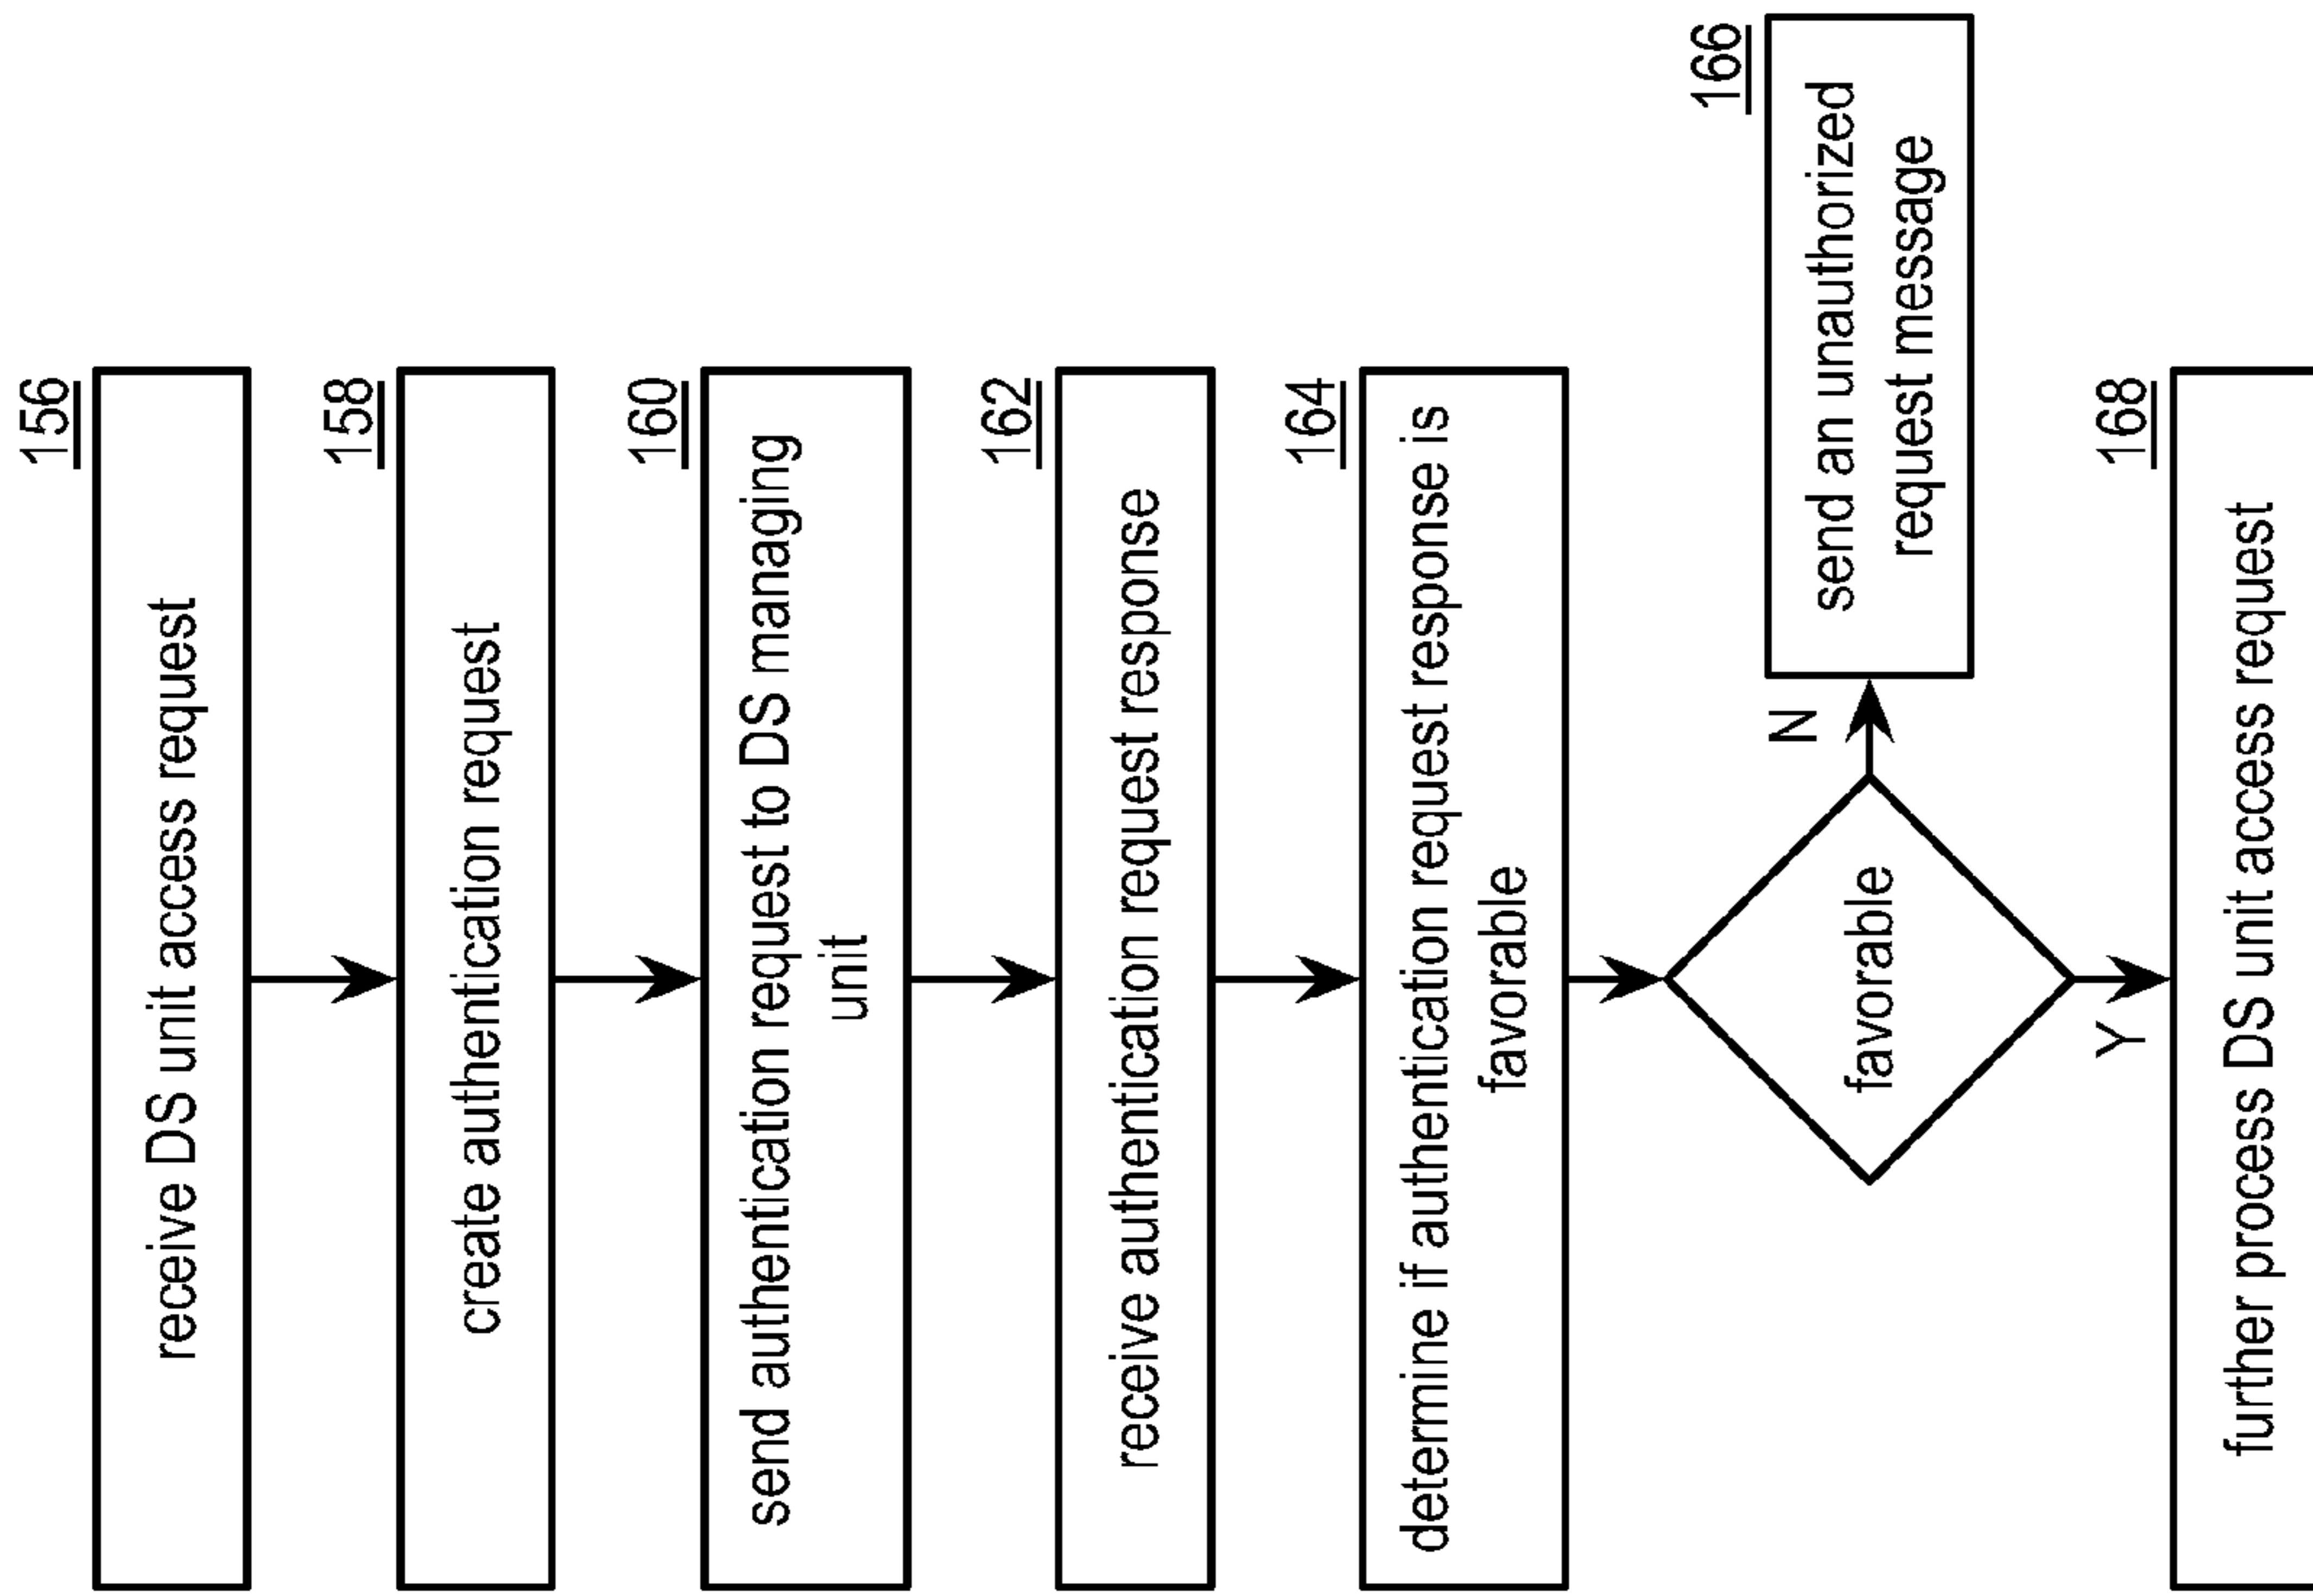 156
receive DS unit access request
158
create authentication request
160
send authentication request to DS managing
unit
162
receive authentication request response
164
determine if authentication request response is
favorable
favorable
N
166
send an unauthorized
request message
Y
168
further process DS unit access request